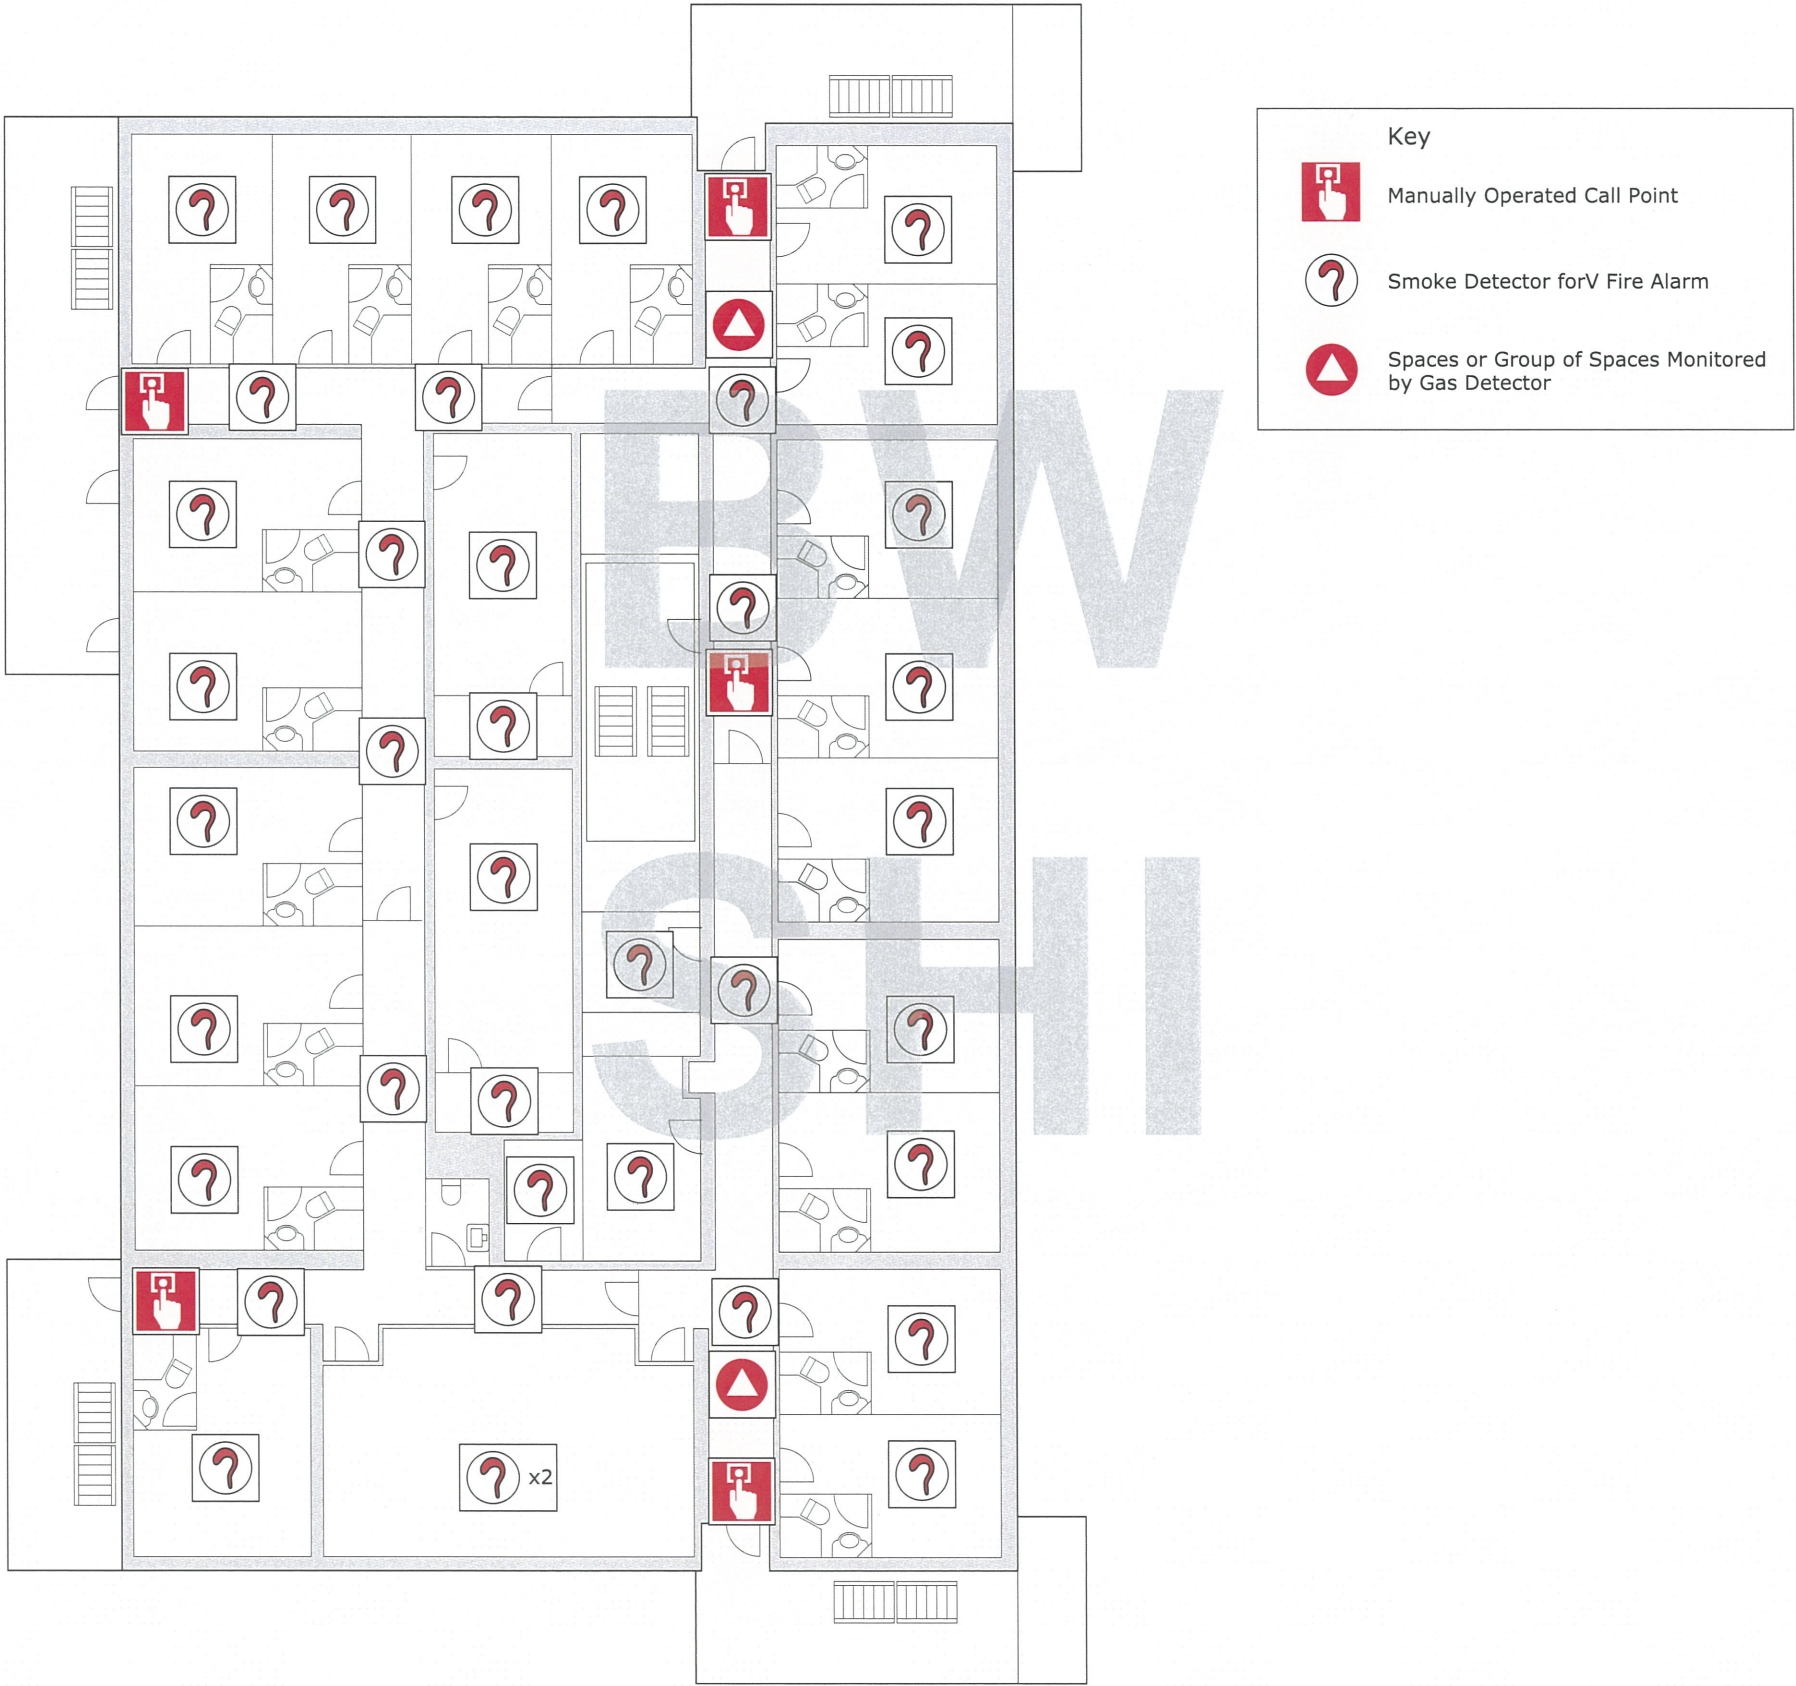 Key
Manually Operated Call Point
Smoke Detector forV Fire Alarm
Spaces or Group of Spaces Monitored
by Gas Detector
BW
SHI
x2